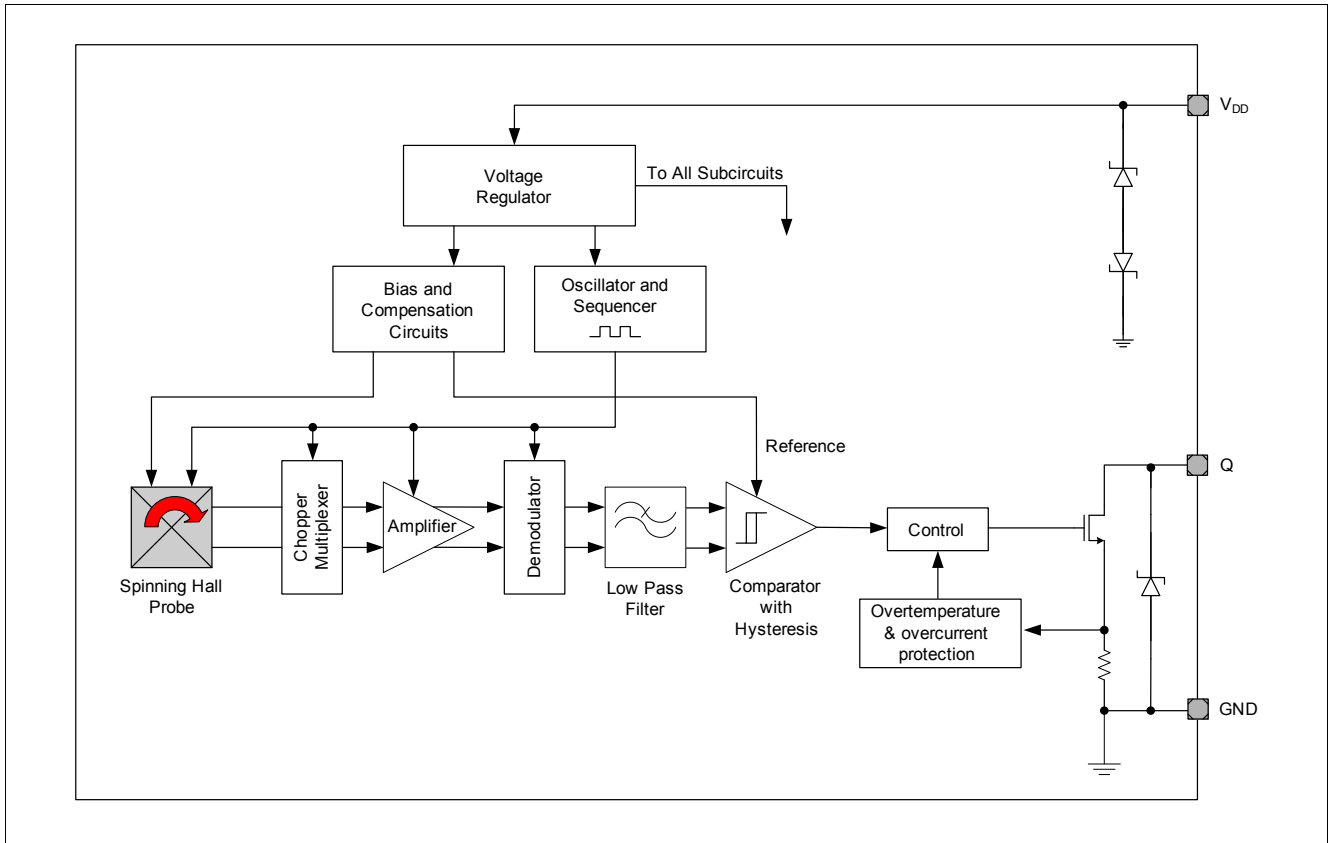 V_DD
Voltage
Regulator
To All Subcircuits
Bias and
Compensation
Circuits
Oscillator and
Sequencer
Reference
Q
Chopper
Multiplexer
Amplifier
Demodulator
Control
Spinning Hall
Probe
Low Pass
Filter
Comparator
with
Hysteresis
Overtemperature
& overcurrent
protection
GND